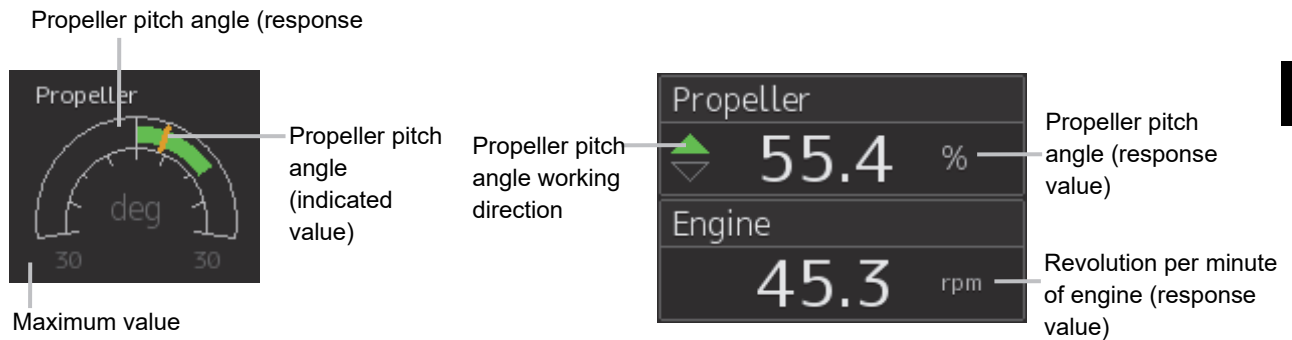 Propeller pitch angle (response
Propeller
deg
30 30
Propeller pitch
angle
(indicated
value)
Maximum value
Propeller pitch
angle working
direction
Propeller
55.4 %
Engine
45.3 rpm
Propeller pitch
angle (response
value)
Revolution per minute
of engine (response
value)